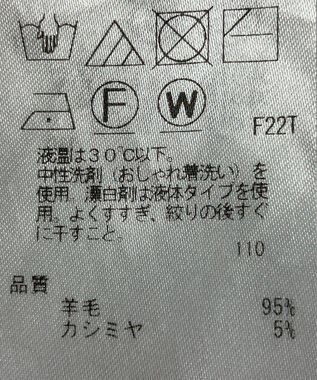 F W
F22T
液温は30℃以下。
中性洗剤（おしゃれ着洗い）を
使用。漂白剤は液体タイプを使
用。よくすすぎ、絞りの後すぐ
に干すこと。
110
品質
羊毛 95%
カシミヤ 5%